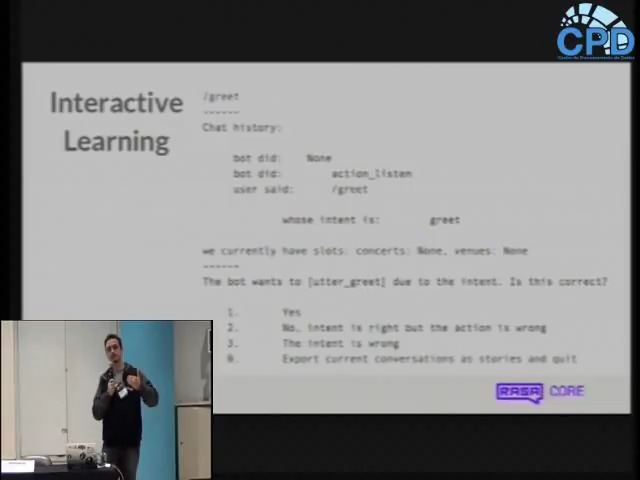 CPD
Interactive
Learning
/greet
------
Chat history:
bot did: None
bot did: action_listen
user said: /greet
whose intent is: greet
we currently have slots: concerts: None, venues: None
------
The bot wants to [utter_greet] due to the intent. Is this correct?
1. Yes
2. No, intent is right but the action is wrong
3. The intent is wrong
0. Export current conversations as stories and quit
RASA CORE